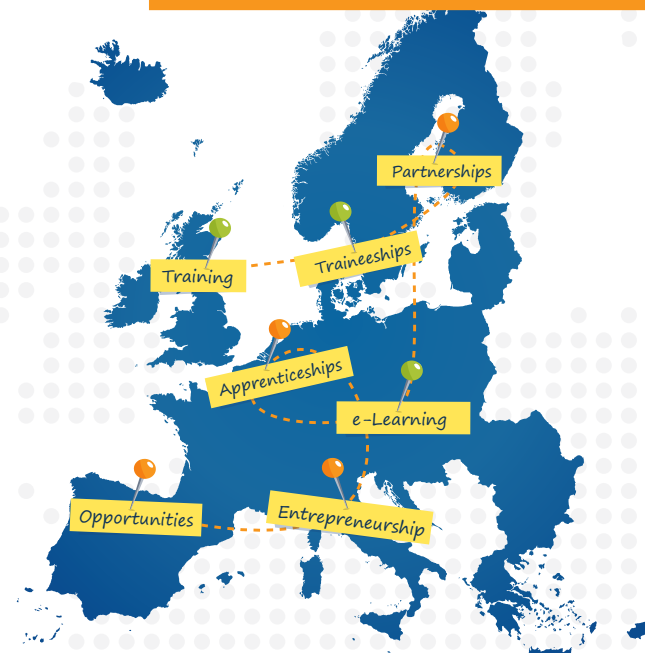 Partnerships
Traineeships
Training
Apprenticeships
e-Learning
Opportunities
Entrepreneurship